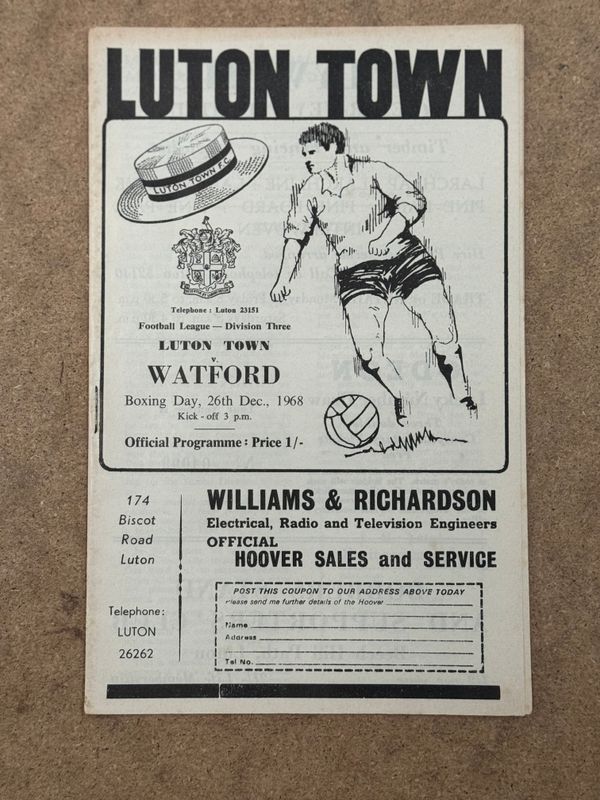 LUTON TOWN
LUTON TOWN F.C.
Telephone : Luton 23151
Football League — Division Three
LUTON TOWN
v.
WATFORD
Boxing Day, 26th Dec., 1968
Kick - off 3 p.m.
Official Programme : Price 1/-
174
Biscot
Road
Luton
Telephone:
LUTON
26262
WILLIAMS & RICHARDSON
Electrical, Radio and Television Engineers
OFFICIAL
HOOVER SALES and SERVICE
POST THIS COUPON TO OUR ADDRESS ABOVE TODAY
Please send me further details of the Hoover
Name
Address
Tel No.